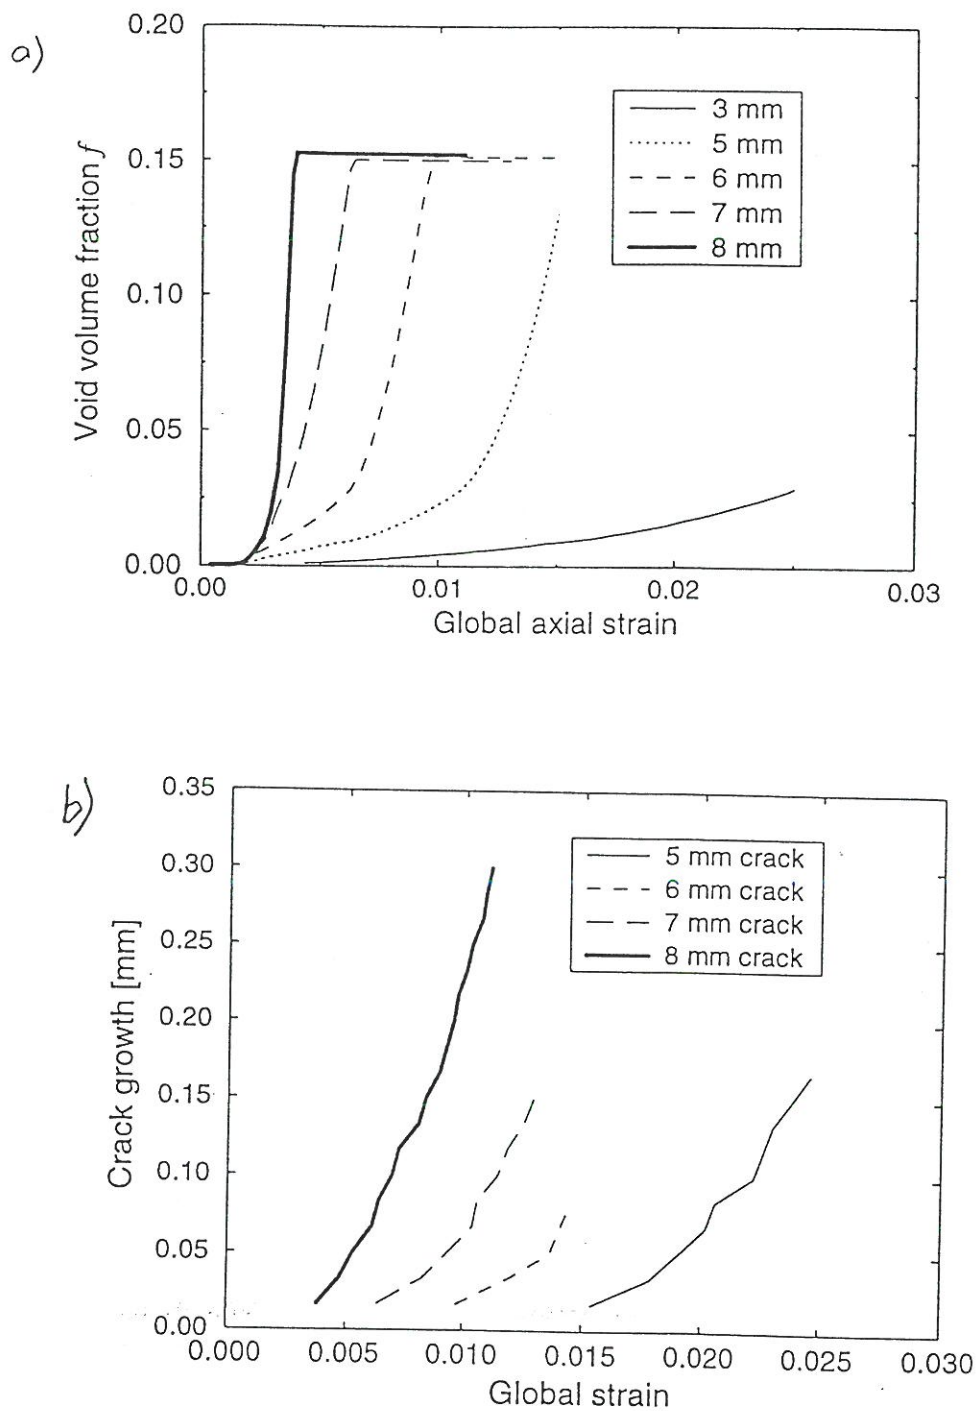 a)
0.20
0.15
0.10
0.05
0.00
Void volume fraction f
3 mm
5 mm
6 mm
7 mm
8 mm
0.00 0.01 0.02 0.03
Global axial strain
b)
0.35
0.30
0.25
0.20
0.15
0.10
0.05
0.00
Crack growth [mm]
5 mm crack
6 mm crack
7 mm crack
8 mm crack
0.000 0.005 0.010 0.015 0.020 0.025 0.030
Global strain